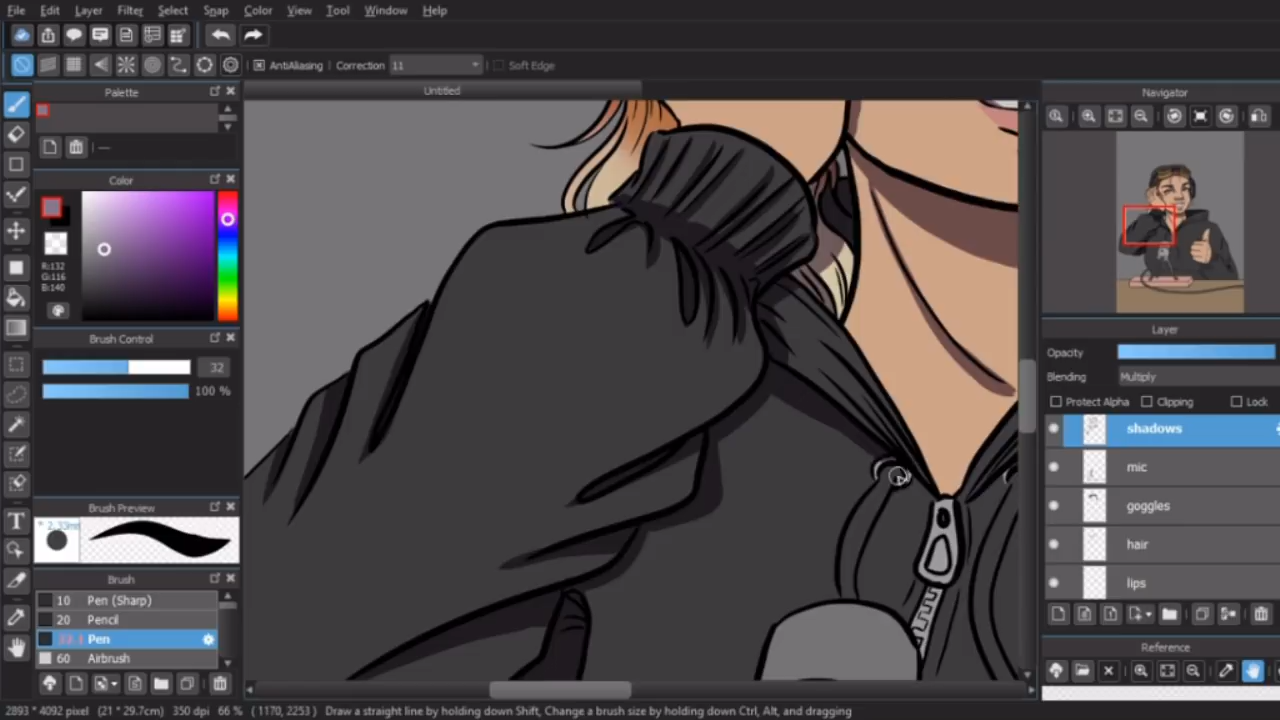 File Edit Layer Filter Select Snap Color View Tool Window Help
AntiAliasing Correction 11 Soft Edge
Palette
Untitled
Navigator
Color
R:132
G:116
B:140
Brush Control
32
100 %
Brush Preview
Brush
10 Pen (Sharp)
20 Pencil
Pen
60 Airbrush
Layer
Opacity
Blending Multiply
Protect Alpha Clipping Lock
shadows
mic
goggles
hair
lips
Reference
2893 * 4092 pixel (21 * 29.7cm) 350 dpi 66 % ( 1170, 2253 ) Draw a straight line by holding down Shift, Change a brush size by holding down Ctrl, Alt, and dragging